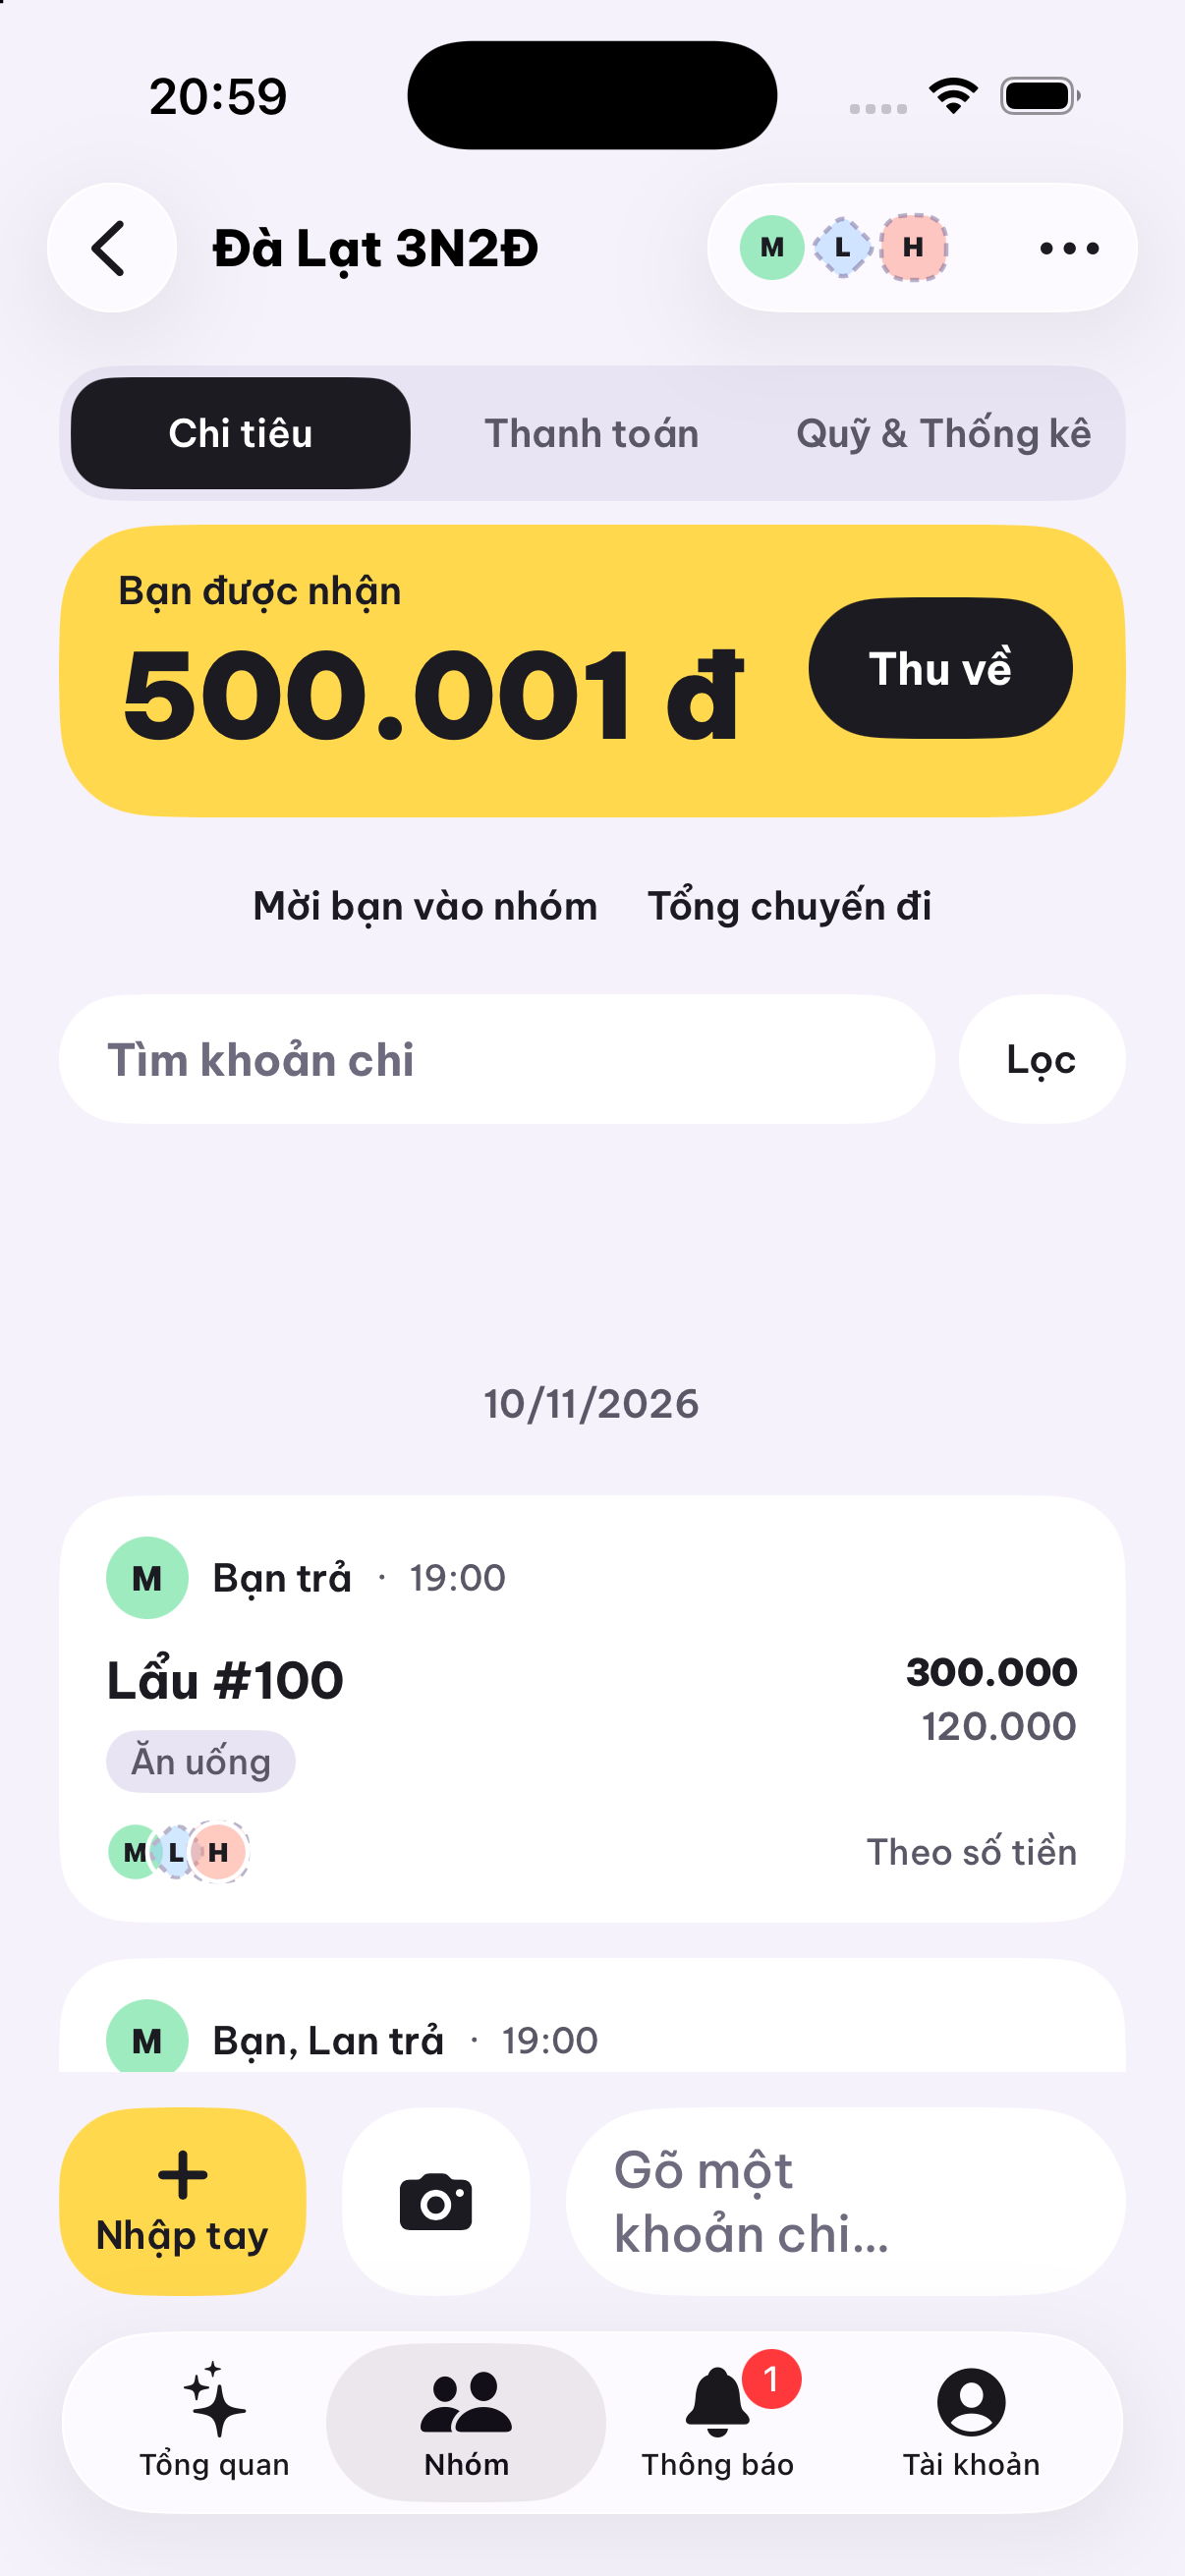 20:59
Đà Lạt 3N2Đ
M L H
Chi tiêu Thanh toán Quỹ & Thống kê
Bạn được nhận
500.001 đ
Thu về
Mời bạn vào nhóm Tổng chuyến đi
Tìm khoản chi
Lọc
10/11/2026
M Bạn trả · 19:00
Lẩu #100
300.000
120.000
Ăn uống
M L H
Theo số tiền
M Bạn, Lan trả · 19:00
Nhập tay
Gõ một
khoản chi...
1
Tổng quan Nhóm Thông báo Tài khoản